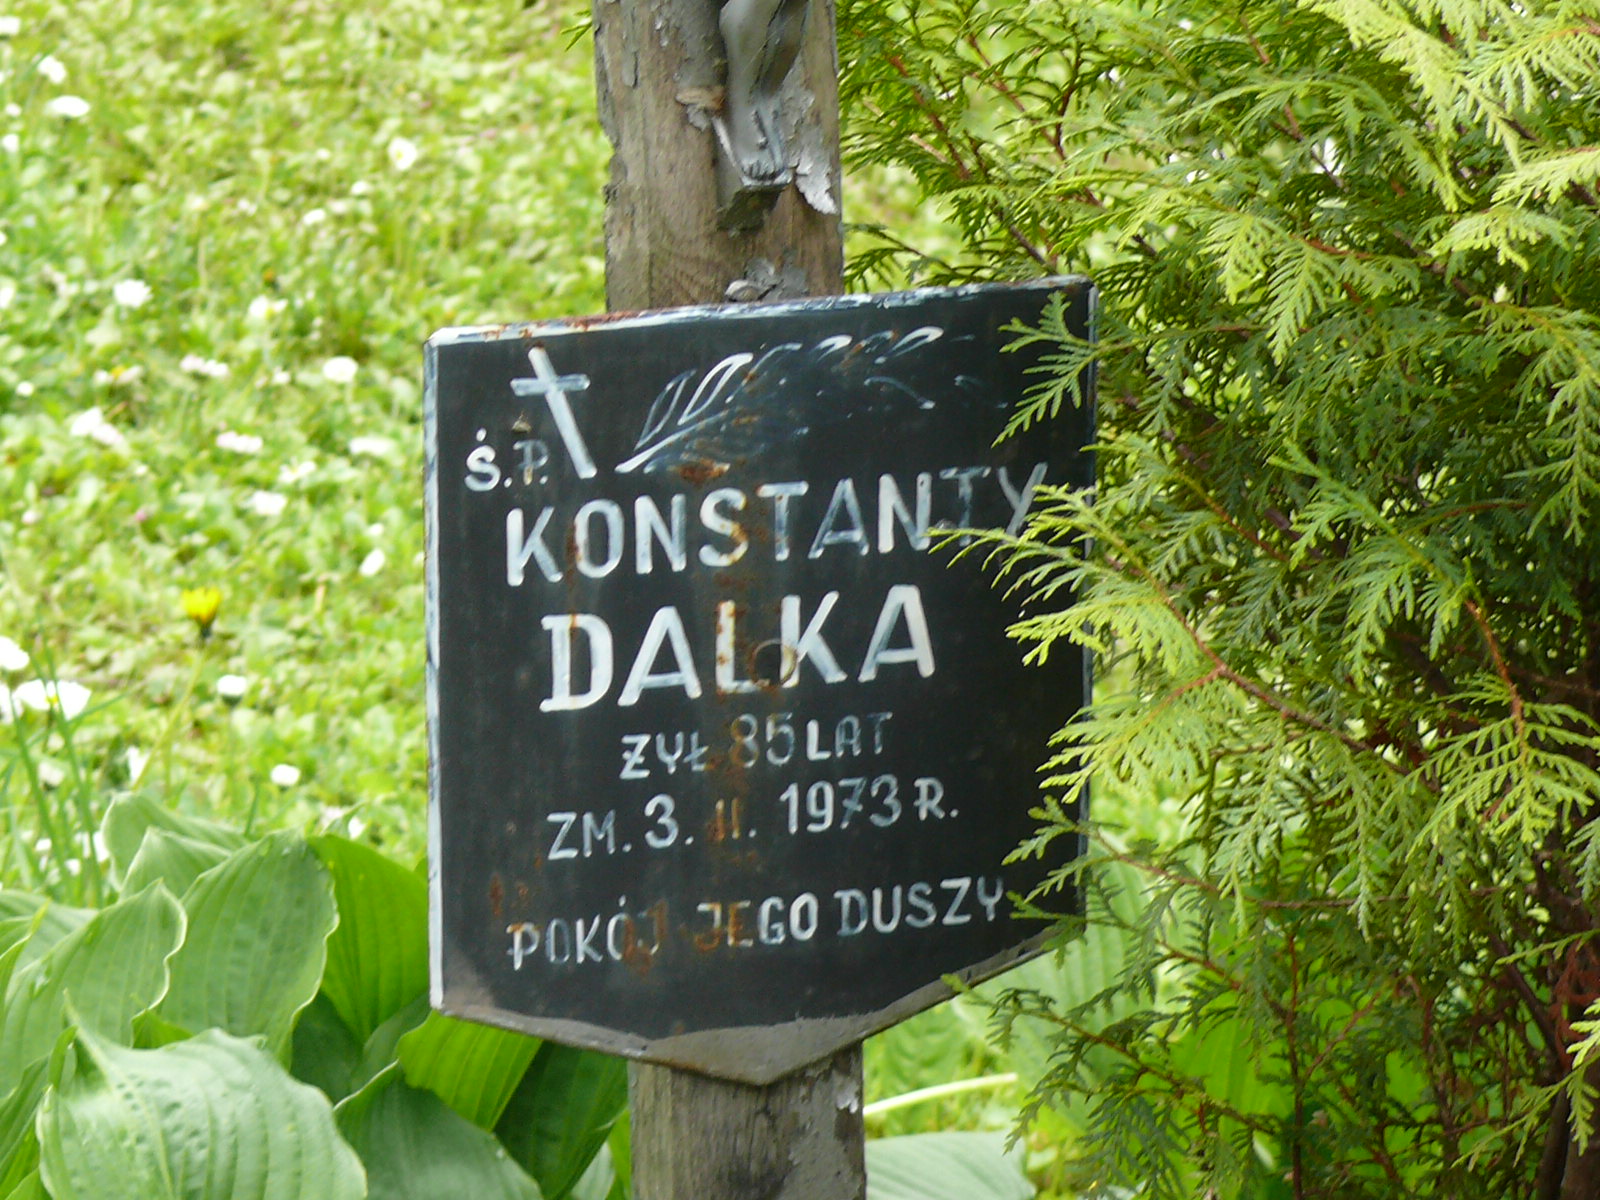 Ś.P.
KONSTANTY
DALKA
ŻYŁ 85 LAT
ZM. 3. II. 1973 R.
POKÓJ JEGO DUSZY